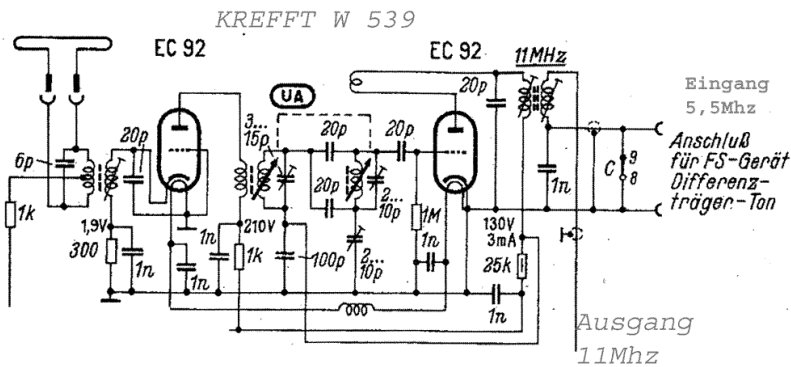 KREFFT W 539
EC 92
EC 92
11MHz
UA
20p
Eingang
5,5Mhz
6p
20p
3...
15p
20p
20p
Anschluß
für FS-Gerät
Differenz-
träger-Ton
9
C
8
20p
1n
2...
10p
1k
1,9V
300
1n
1n
1n
210V
1k
100p
2...
10p
1M
1n
130V
3mA
25k
1n
Ausgang
11Mhz